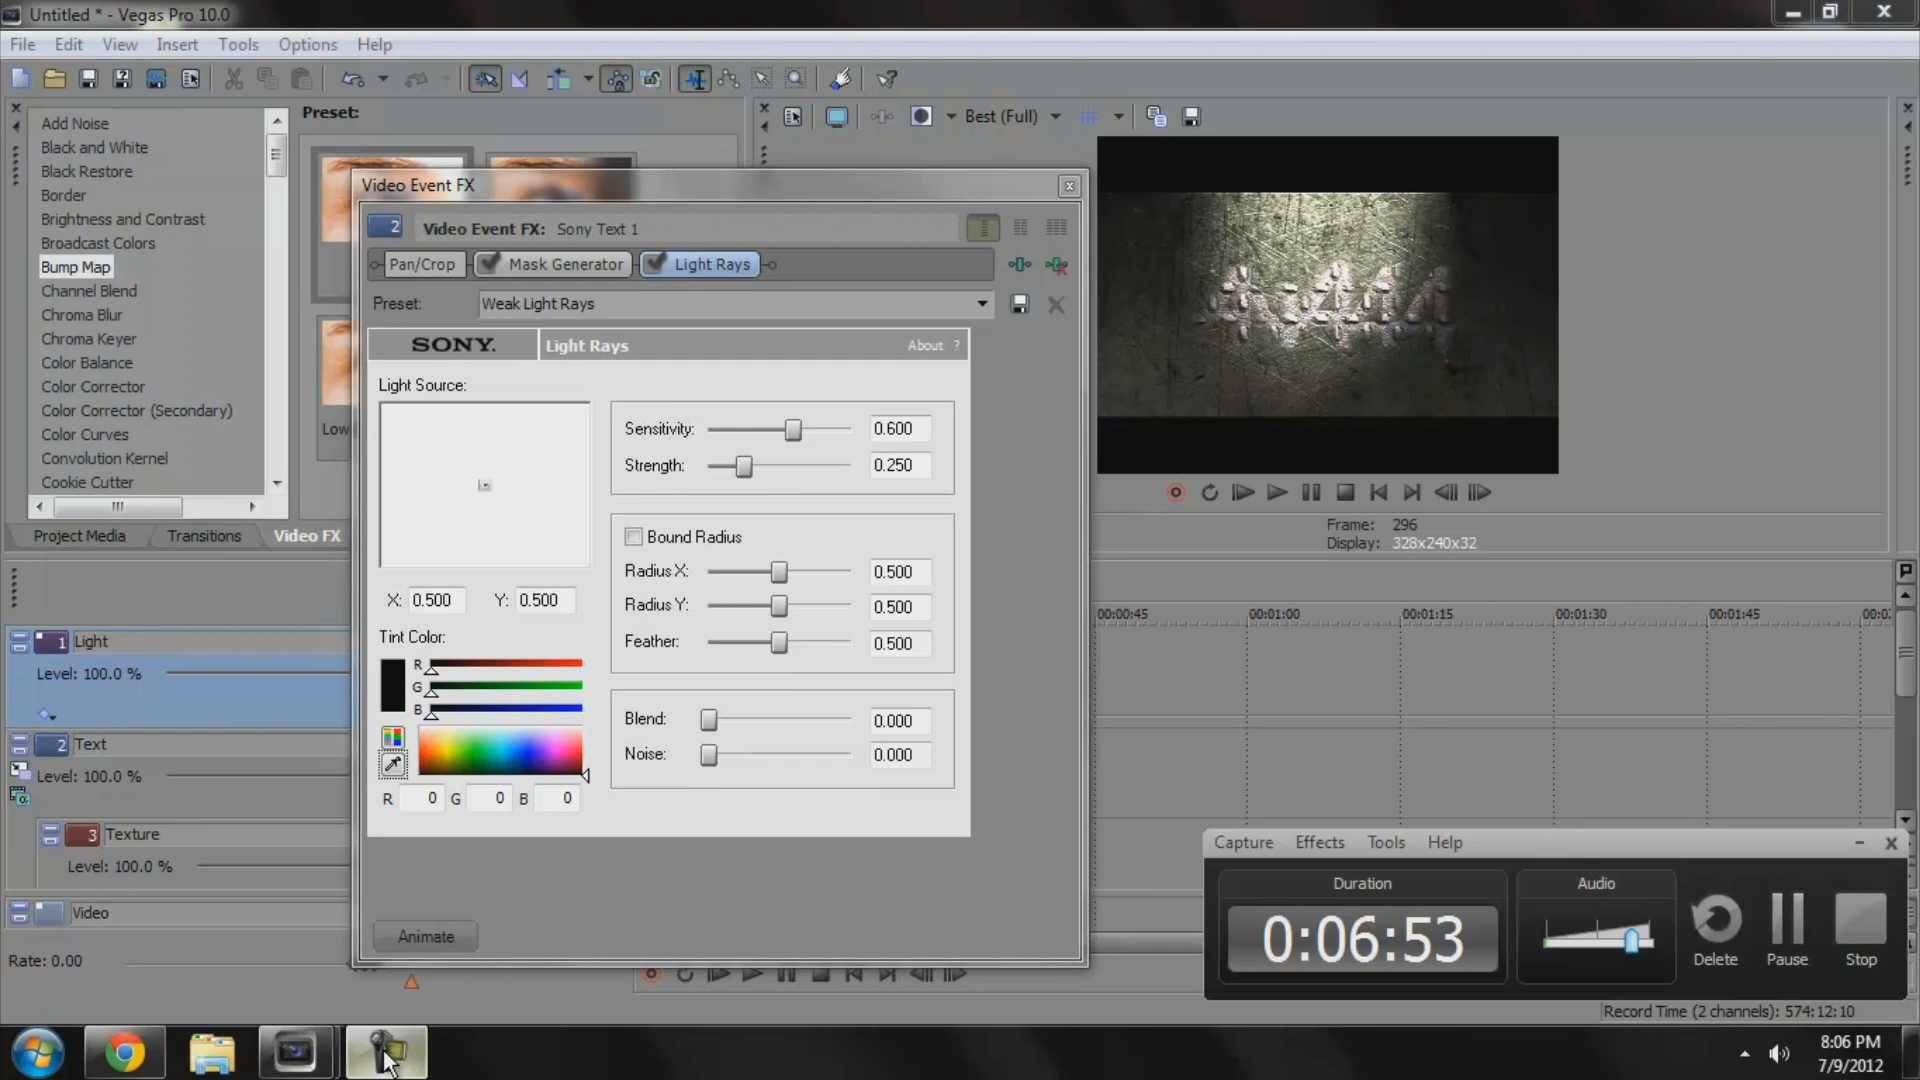 Untitled * - Vegas Pro 10.0
File Edit View Insert Tools Options Help
Add Noise
Black and White
Black Restore
Border
Brightness and Contrast
Broadcast Colors
Bump Map
Channel Blend
Chroma Blur
Chroma Keyer
Color Balance
Color Corrector
Color Corrector (Secondary)
Color Curves
Convolution Kernel
Cookie Cutter
Project Media Transitions Video FX
Preset:
Low
Best (Full)
Video Event FX
2 Video Event FX: Sony Text 1
Pan/Crop Mask Generator Light Rays
Preset: Weak Light Rays
SONY. Light Rays About ?
Light Source:
X: 0.500 Y: 0.500
Tint Color:
R
G
B
R 0 G 0 B 0
Sensitivity: 0.600
Strength: 0.250
Bound Radius
Radius X: 0.500
Radius Y: 0.500
Feather: 0.500
Blend: 0.000
Noise: 0.000
Animate
Frame: 296
Display: 328x240x32
00:00:45 00:01:00 00:01:15 00:01:30 00:01:45
1 Light
Level: 100.0 %
2 Text
Level: 100.0 %
3 Texture
Level: 100.0 %
Video
Rate: 0.00
Capture Effects Tools Help
Duration
0:06:53
Audio
Delete Pause Stop
Record Time (2 channels): 574:12:10
8:06 PM
7/9/2012